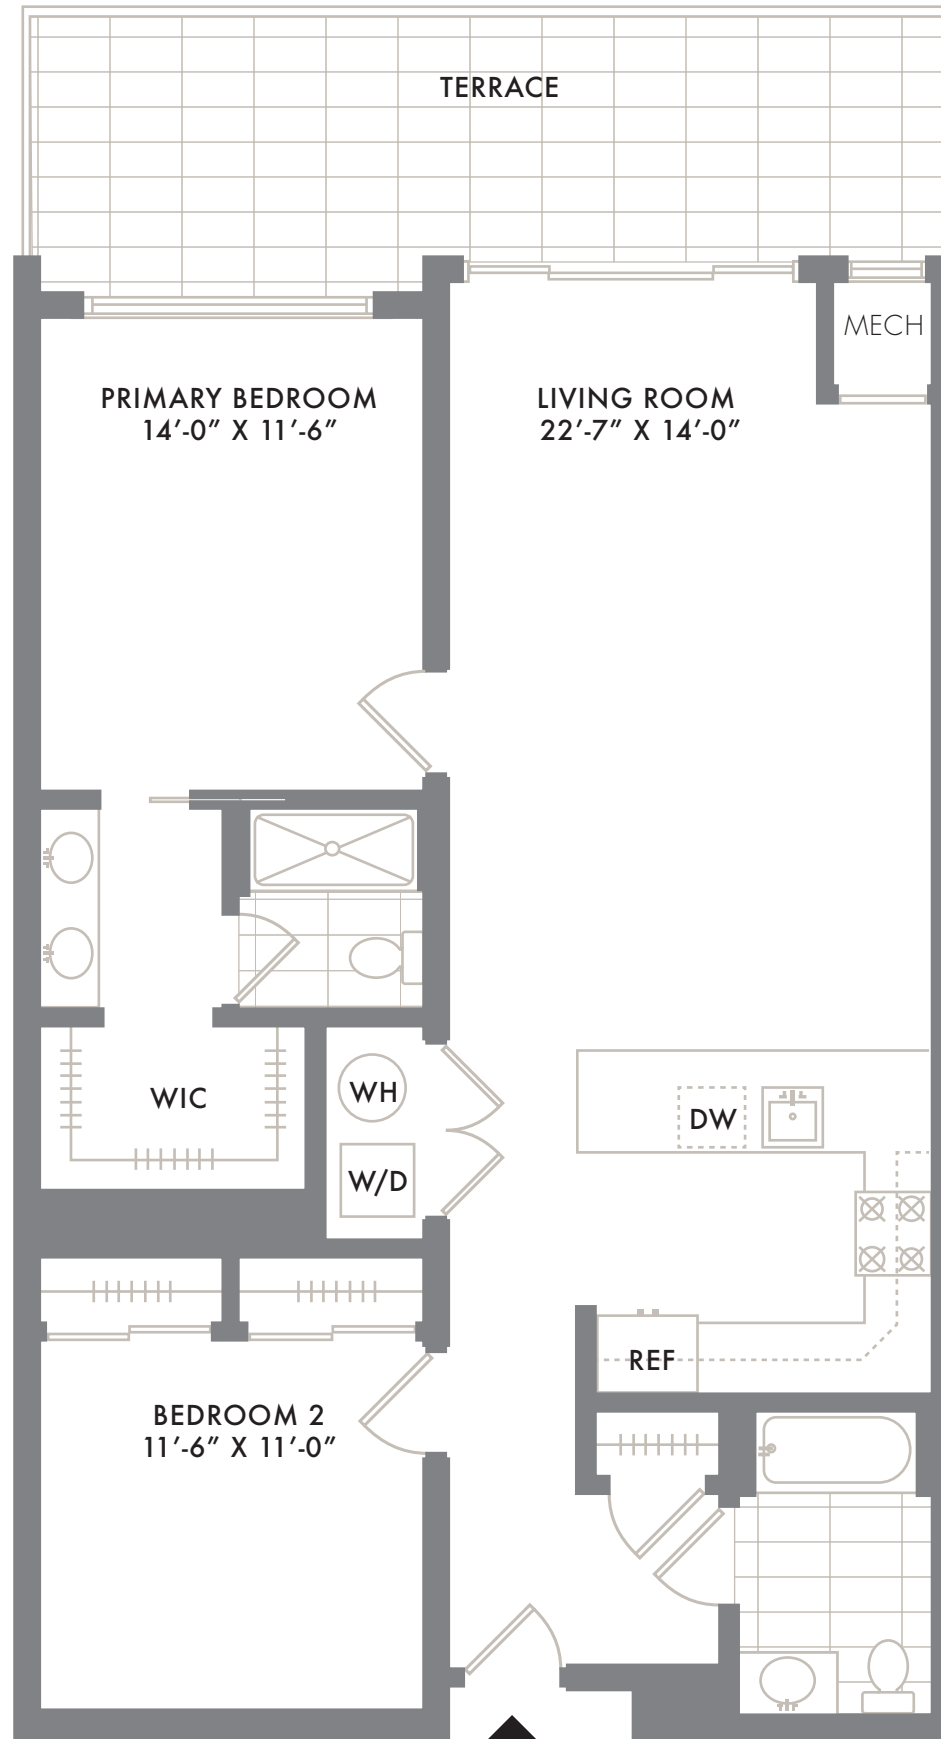 TERRACE
MECH
PRIMARY BEDROOM
14′-0″ X 11′-6″
LIVING ROOM
22′-7″ X 14′-0″
WIC
WH
W/D
DW
REF
BEDROOM 2
11′-6″ X 11′-0″